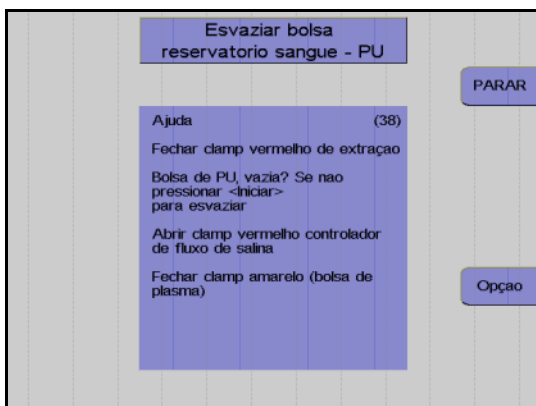 Esvaziar bolsa
reservatorio sangue - PU
PARAR
Ajuda (38)
Fechar clamp vermelho de extraçao
Bolsa de PU, vazia? Se nao
pressionar <Iniciar>
para esvaziar
Abrir clamp vermelho controlador
de fluxo de salina
Fechar clamp amarelo (bolsa de
plasma)
Opçao